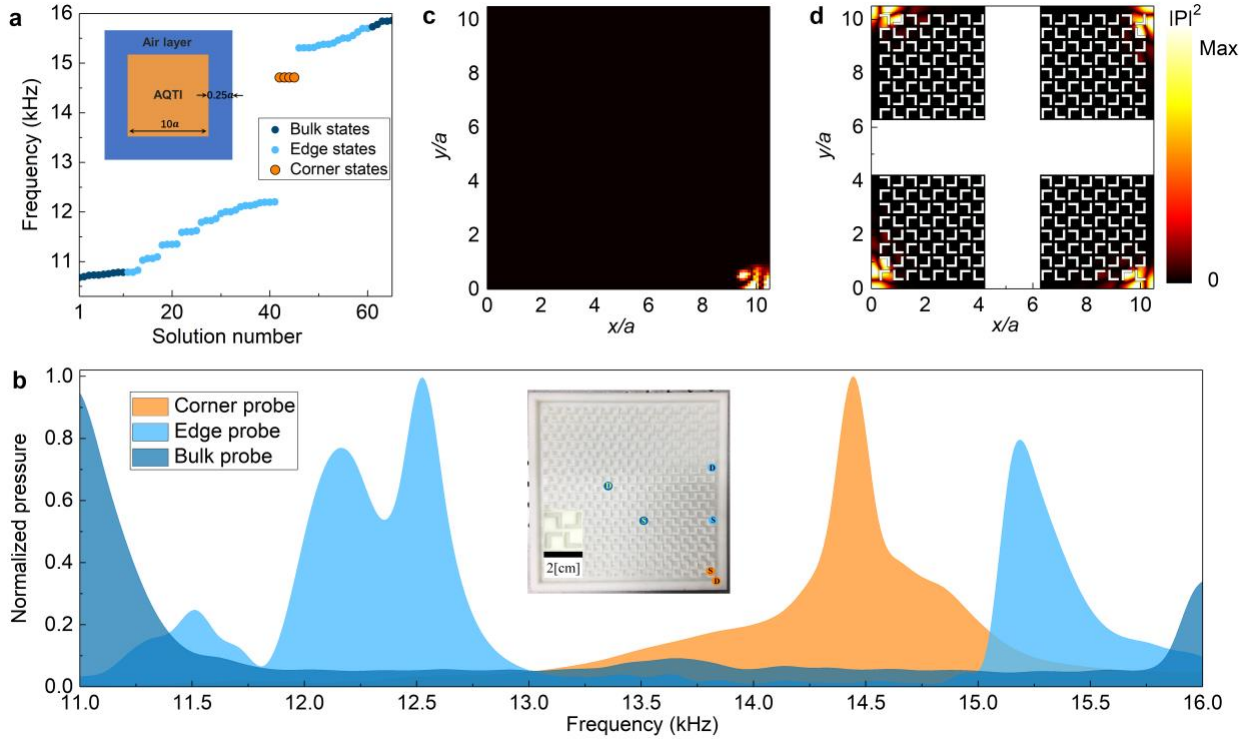 a
16
15
14
13
12
11
Frequency (kHz)
Air layer
AQTI
0.25a
10a
Bulk states
Edge states
Corner states
1 20 40 60
Solution number
c
10
8
6
4
2
0
y/a
0 2 4 6 8 10
x/a
d
10
8
6
4
2
0
y/a
0 2 4 6 8 10
x/a
|P|²
Max
0
b
1.0
0.8
0.6
0.4
0.2
0.0
Normalized pressure
Corner probe
Edge probe
Bulk probe
D
D
S
S
S
D
2[cm]
11.0 11.5 12.0 12.5 13.0 13.5 14.0 14.5 15.0 15.5 16.0
Frequency (kHz)